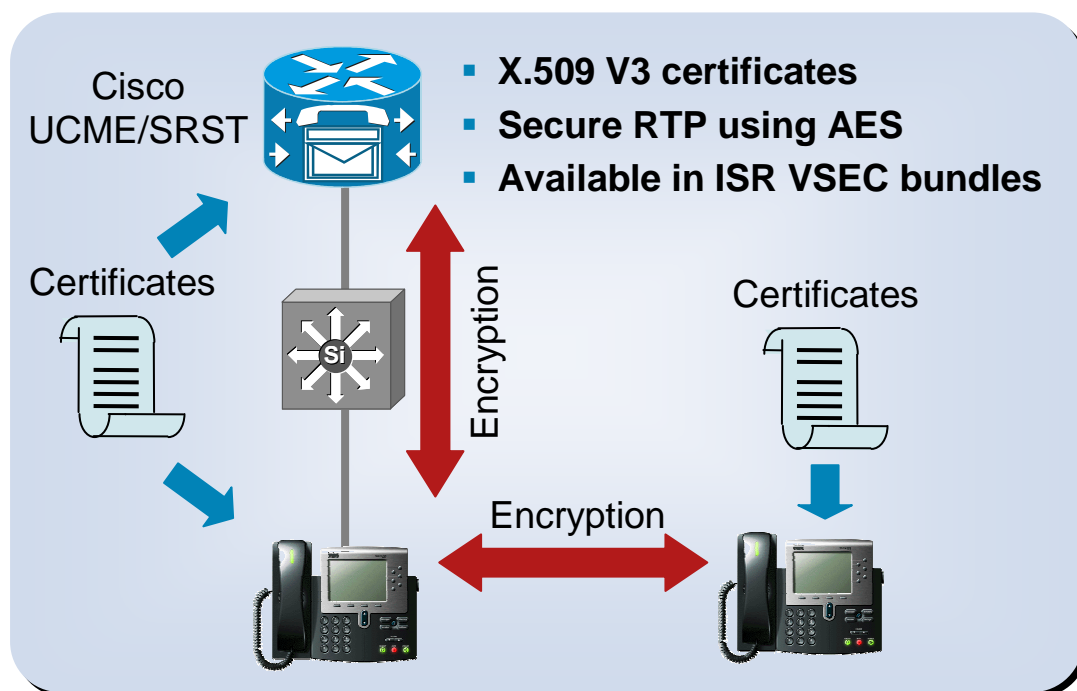 Cisco
UCME/SRST
▪ X.509 V3 certificates
▪ Secure RTP using AES
▪ Available in ISR VSEC bundles
Certificates
Si
Encryption
Certificates
Encryption